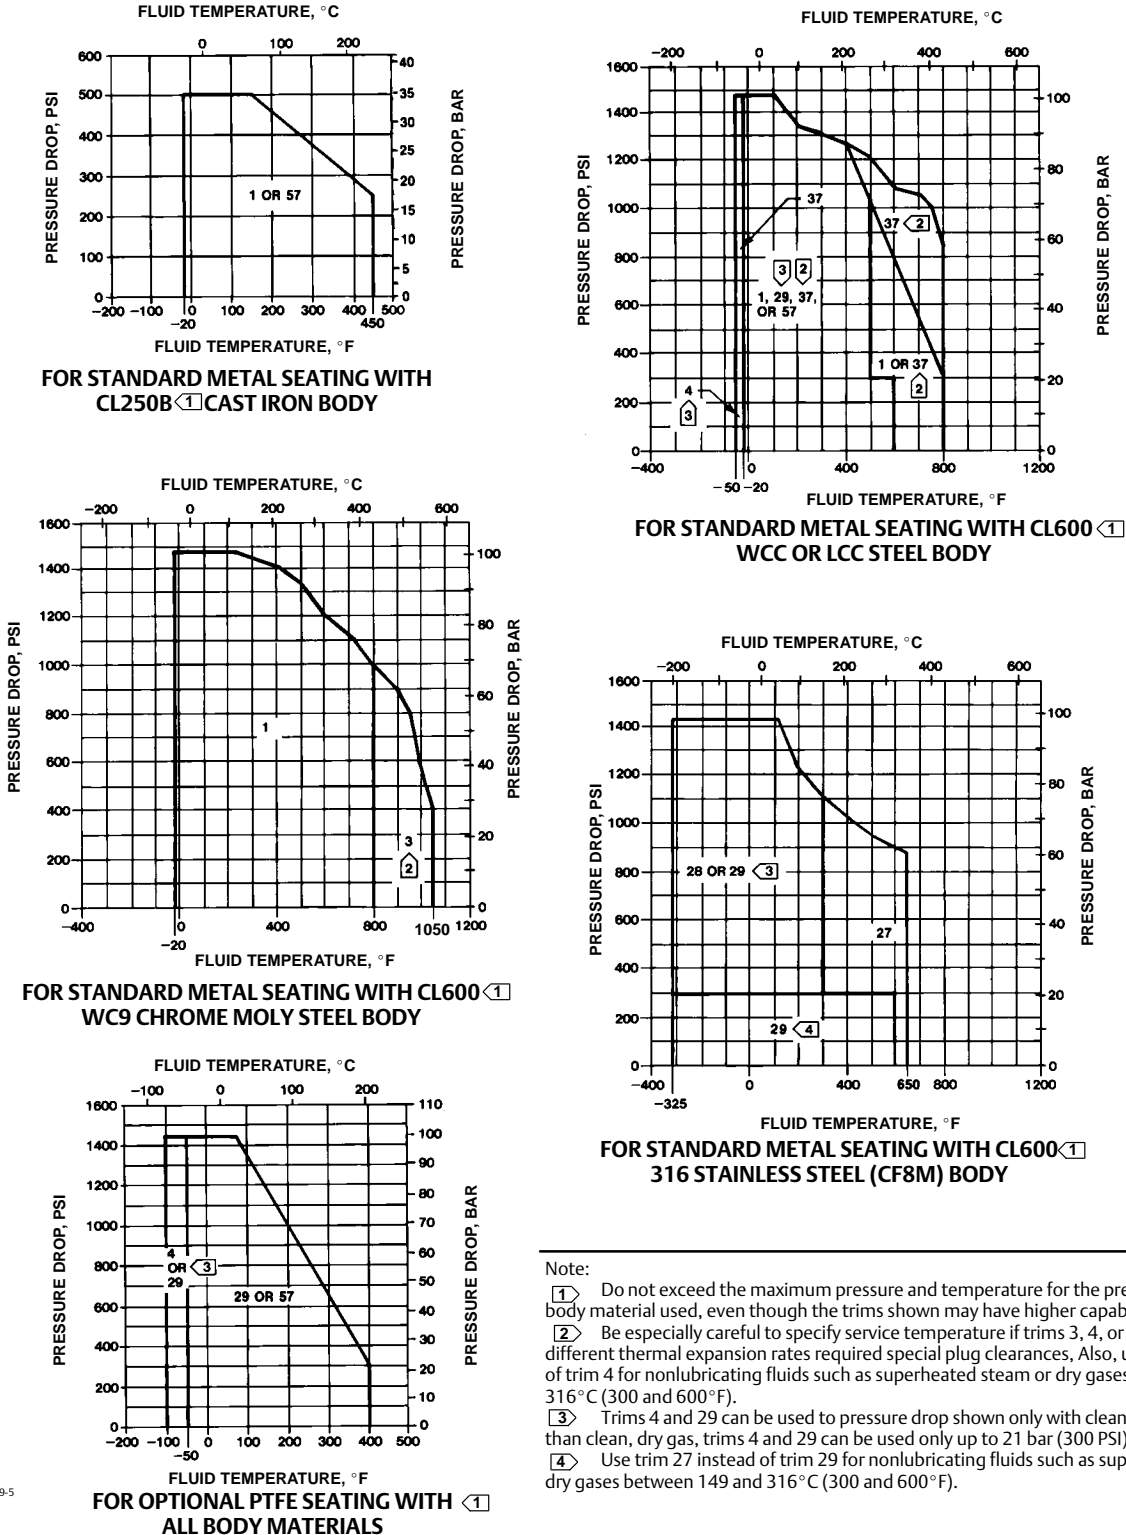 FLUID TEMPERATURE, °C
0 100 200
600 500 400 300 200 100 0
PRESSURE DROP, PSI
40 35 30 25 20 15 10 5 0
PRESSURE DROP, BAR
1 OR 57
−200 −100 0 100 200 300 400 500
−20 450
FLUID TEMPERATURE, °F
FOR STANDARD METAL SEATING WITH
CL250B 1 CAST IRON BODY
FLUID TEMPERATURE, °C
−200 0 200 400 600
1600 1400 1200 1000 800 600 400 200 0
PRESSURE DROP, PSI
100 80 60 40 20 0
PRESSURE DROP, BAR
37
37 2
3 2
1, 29, 37,
OR 57
1 OR 37
2
4
3
−400 0 400 800 1200
−50 −20
FLUID TEMPERATURE, °F
FOR STANDARD METAL SEATING WITH CL600 1
WCC OR LCC STEEL BODY
FLUID TEMPERATURE, °C
−200 0 200 400 600
1600 1400 1200 1000 800 600 400 200 0
PRESSURE DROP, PSI
100 80 60 40 20 0
PRESSURE DROP, BAR
1
3
2
−400 0 400 800 1050 1200
−20
FLUID TEMPERATURE, °F
FOR STANDARD METAL SEATING WITH CL600 1
WC9 CHROME MOLY STEEL BODY
FLUID TEMPERATURE, °C
−200 0 200 400 600
1600 1400 1200 1000 800 600 400 200 0
PRESSURE DROP, PSI
100 80 60 40 20 0
PRESSURE DROP, BAR
28 OR 29 3
27
29 4
−400 0 400 650 800 1200
−325
FLUID TEMPERATURE, °F
FOR STANDARD METAL SEATING WITH CL600 1
316 STAINLESS STEEL (CF8M) BODY
FLUID TEMPERATURE, °C
−100 0 100 200
1600 1400 1200 1000 800 600 400 200 0
PRESSURE DROP, PSI
110 100 90 80 70 60 50 40 30 20 10 0
PRESSURE DROP, BAR
4
OR 3
29
29 OR 57
−200 −100 0 100 200 300 400 500
−50
FLUID TEMPERATURE, °F
FOR OPTIONAL PTFE SEATING WITH 1
ALL BODY MATERIALS
9-5
Note:
1 Do not exceed the maximum pressure and temperature for the
body material used, even though the trims shown may have higher
2 Be especially careful to specify service temperature if trims 3, 4, or
different thermal expansion rates required special plug clearances, Also,
of trim 4 for nonlubricating fluids such as superheated steam or dry gases
316°C (300 and 600°F).
3 Trims 4 and 29 can be used to pressure drop shown only with clean
than clean, dry gas, trims 4 and 29 can be used only up to 21 bar (300 PSI)
4 Use trim 27 instead of trim 29 for nonlubricating fluids such as
dry gases between 149 and 316°C (300 and 600°F).